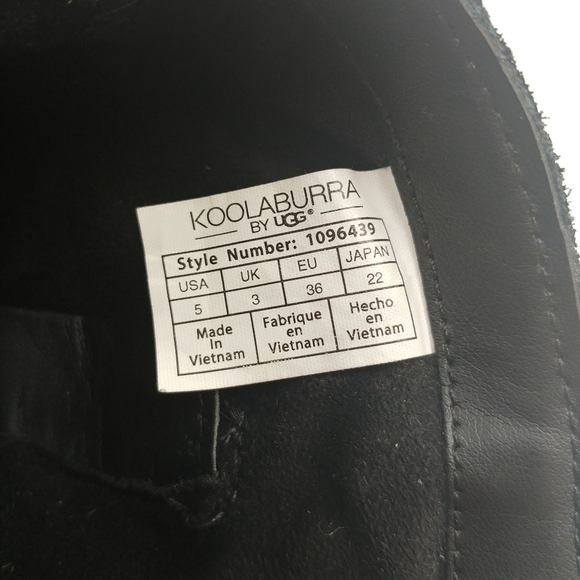 KOOLABURRA
BY UGG®
Style Number: 1096439
USA UK EU JAPAN
5 3 36 22
Made In Vietnam
Fabrique en Vietnam
Hecho en Vietnam